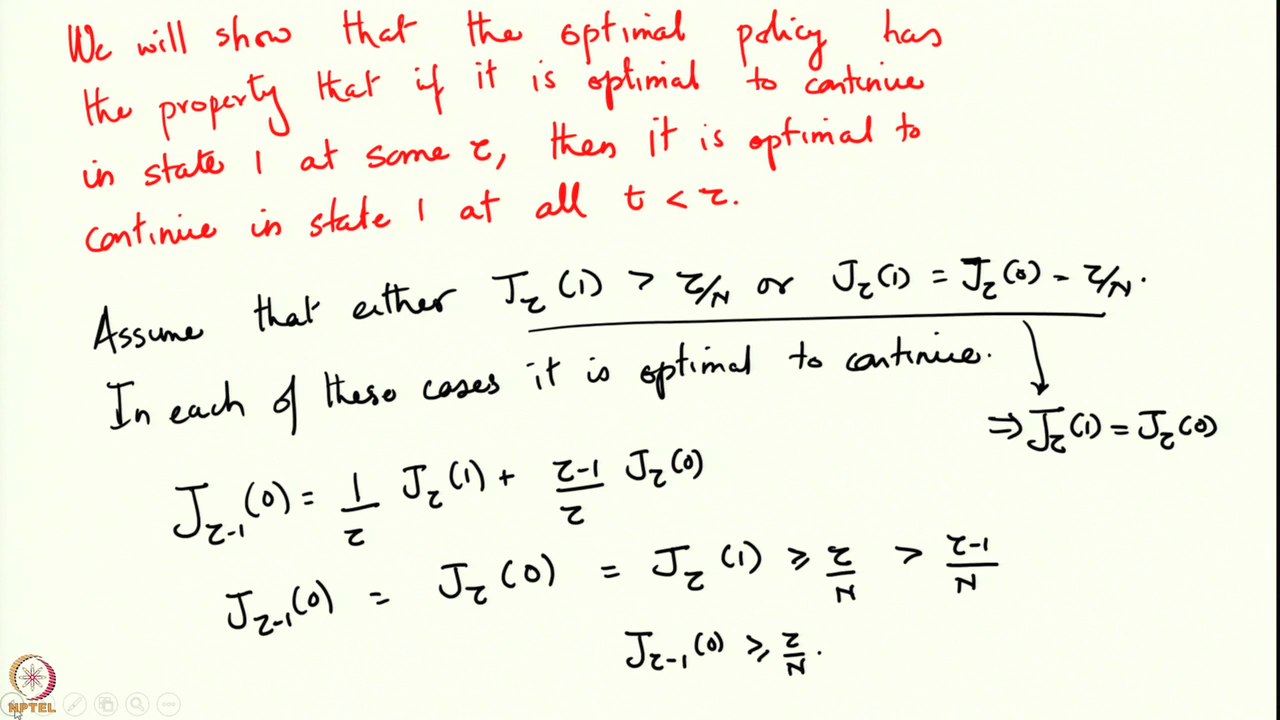 We will show that the optimal policy has
the property that if it is optimal to continue
in state 1 at some τ, then it is optimal to
continue in state 1 at all t < τ.
Assume that either J_τ(1) > τ/N or J_τ(1) = J_τ(0) = τ/N.
In each of these cases it is optimal to continue.
⇒ J_τ(1) = J_τ(0)
J_{τ-1}(0) = 1/τ J_τ(1) + (τ-1)/τ J_τ(0)
J_{τ-1}(0) = J_τ(0) = J_τ(1) ⩾ τ/N > (τ-1)/N
J_{τ-1}(0) ⩾ τ/N.
NPTEL